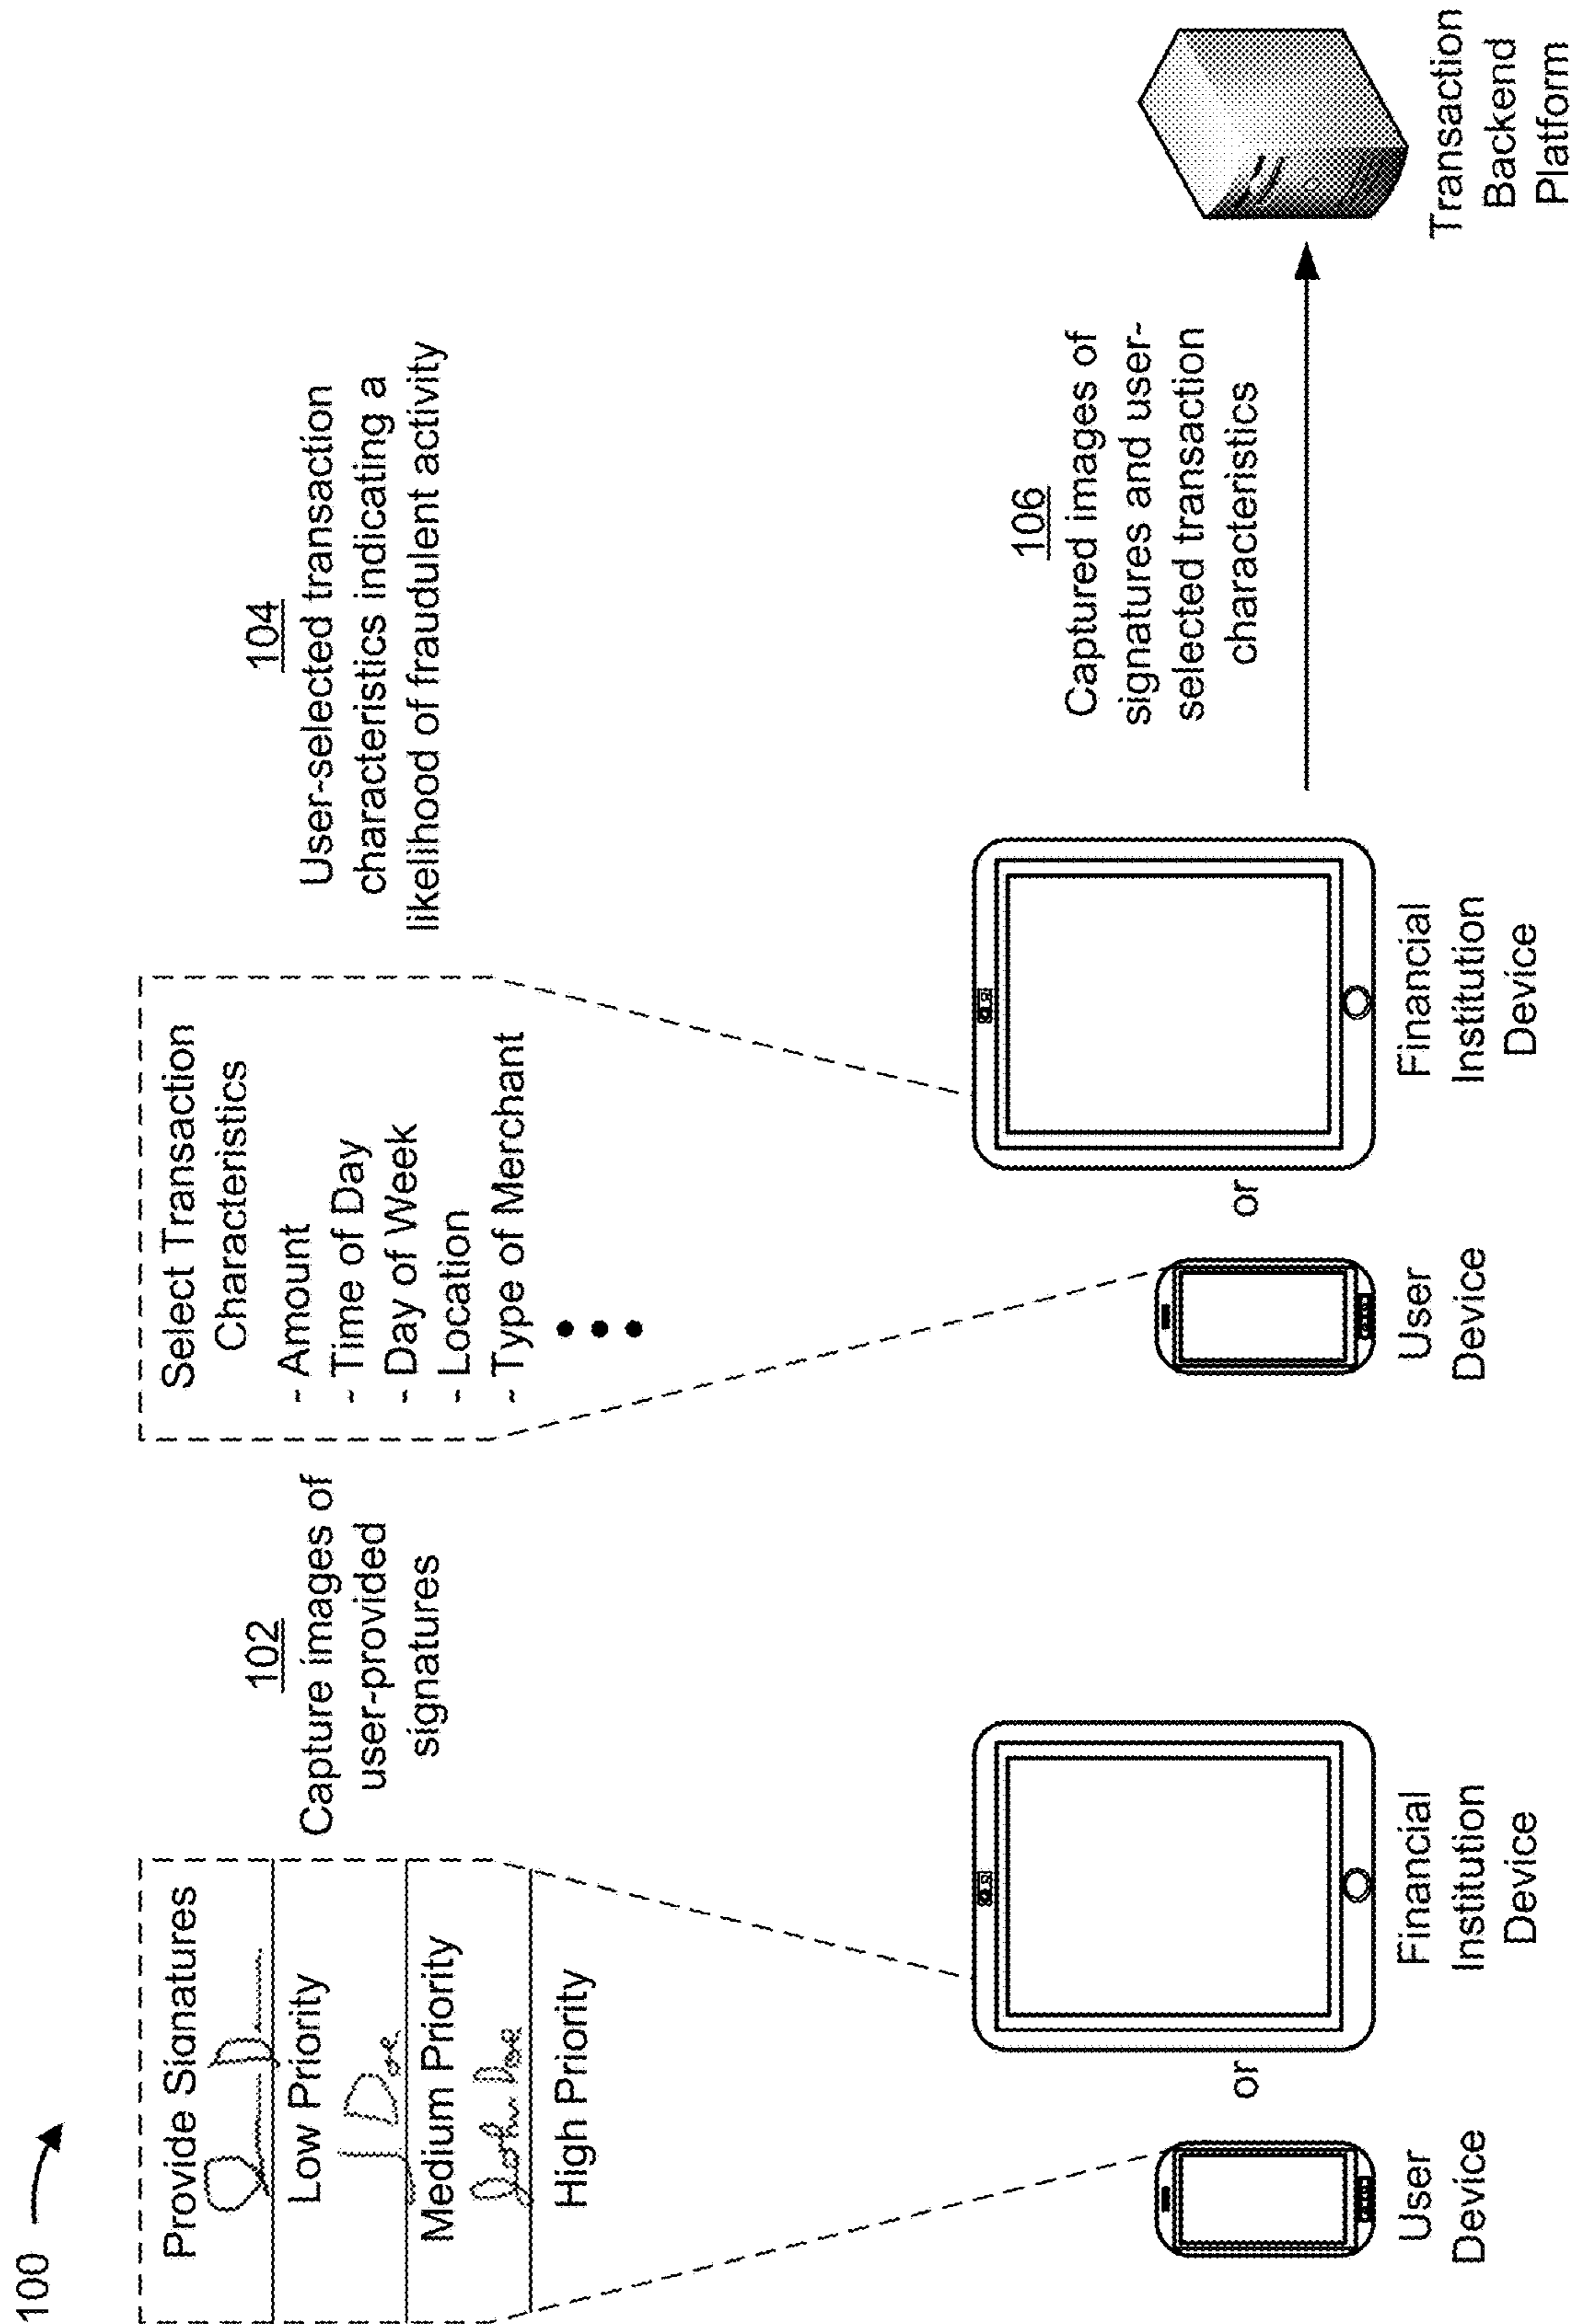 100
Provide Signatures
Low Priority
J Doe
Medium Priority
John Doe
High Priority
102
Capture images of
user-provided
signatures
User
Device
or
Financial
Institution
Device
Select Transaction
Characteristics
- Amount
- Time of Day
- Day of Week
- Location
- Type of Merchant
104
User-selected transaction
characteristics indicating a
likelihood of fraudulent activity
User
Device
or
Financial
Institution
Device
106
Captured images of
signatures and user-
selected transaction
characteristics
Transaction
Backend
Platform